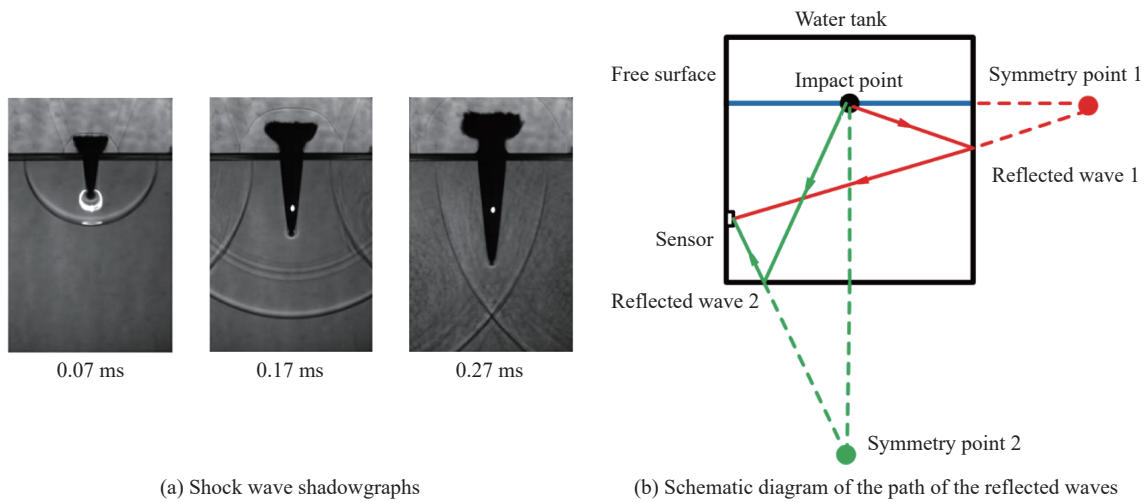 0.07 ms
0.17 ms
0.27 ms
(a) Shock wave shadowgraphs
Water tank
Free surface
Impact point
Symmetry point 1
Reflected wave 1
Sensor
Reflected wave 2
Symmetry point 2
(b) Schematic diagram of the path of the reflected waves